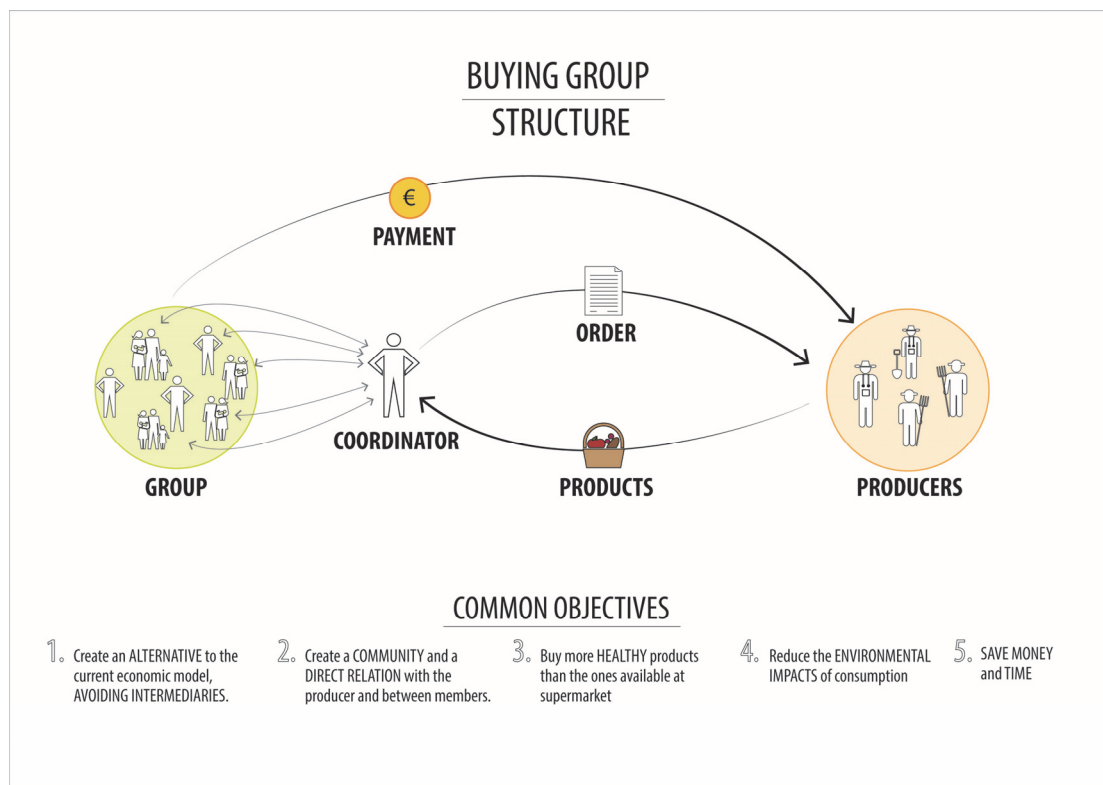 BUYING GROUP
STRUCTURE
€
PAYMENT
ORDER
COORDINATOR
GROUP
PRODUCTS
PRODUCERS
COMMON OBJECTIVES
1. Create an ALTERNATIVE to the
current economic model,
AVOIDING INTERMEDIARIES.
2. Create a COMMUNITY and a
DIRECT RELATION with the
producer and between members.
3. Buy more HEALTHY products
than the ones available at
supermarket
4. Reduce the ENVIRONMENTAL
IMPACTS of consumption
5. SAVE MONEY
and TIME